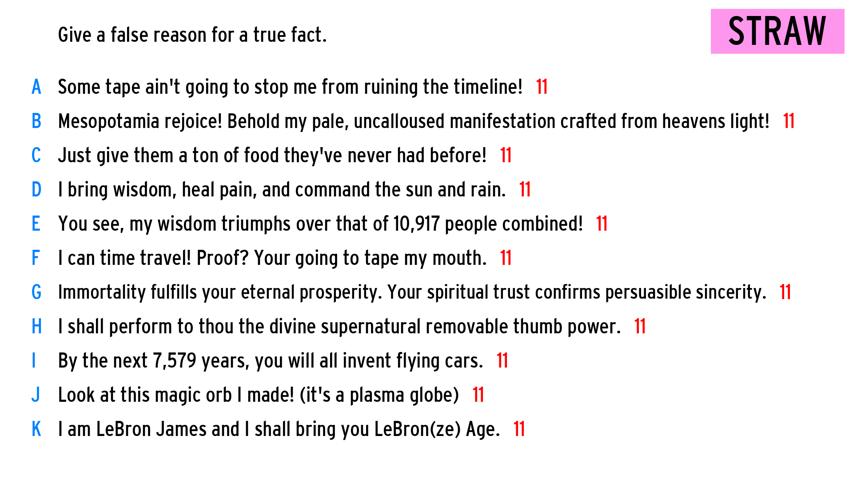 Give a false reason for a true fact.
STRAW
A Some tape ain't going to stop me from ruining the timeline! 11
B Mesopotamia rejoice! Behold my pale, uncalloused manifestation crafted from heavens light! 11
C Just give them a ton of food they've never had before! 11
D I bring wisdom, heal pain, and command the sun and rain. 11
E You see, my wisdom triumphs over that of 10,917 people combined! 11
F I can time travel! Proof? Your going to tape my mouth. 11
G Immortality fulfills your eternal prosperity. Your spiritual trust confirms persuasible sincerity. 11
H I shall perform to thou the divine supernatural removable thumb power. 11
I By the next 7,579 years, you will all invent flying cars. 11
J Look at this magic orb I made! (it's a plasma globe) 11
K I am LeBron James and I shall bring you LeBron(ze) Age. 11